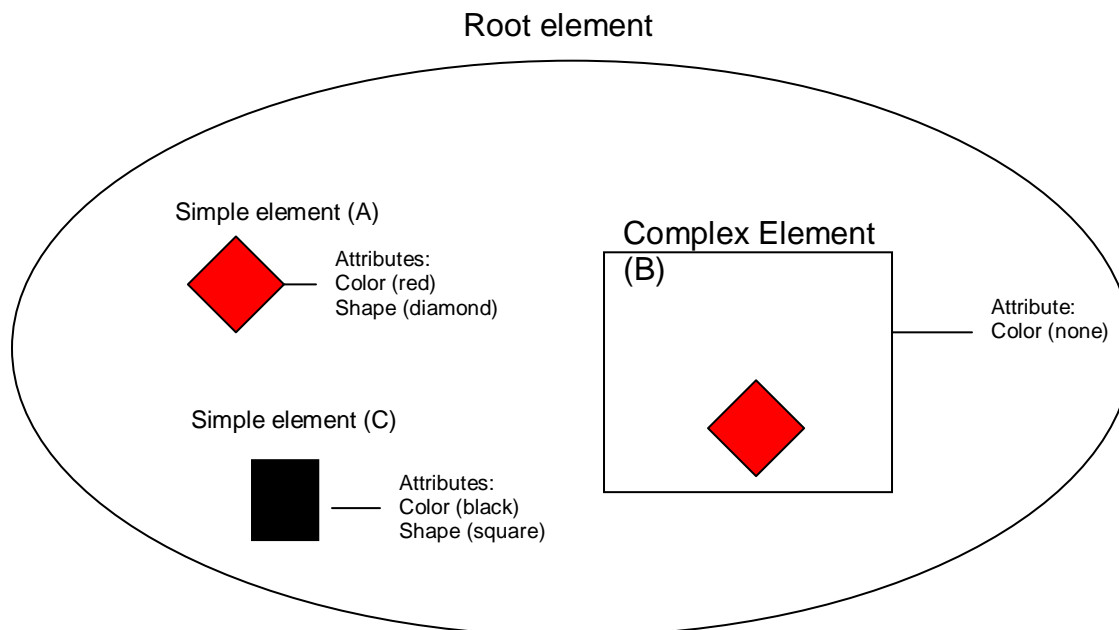 Root element
Simple element (A)
Attributes:
Color (red)
Shape (diamond)
Complex Element
(B)
Attribute:
Color (none)
Simple element (C)
Attributes:
Color (black)
Shape (square)